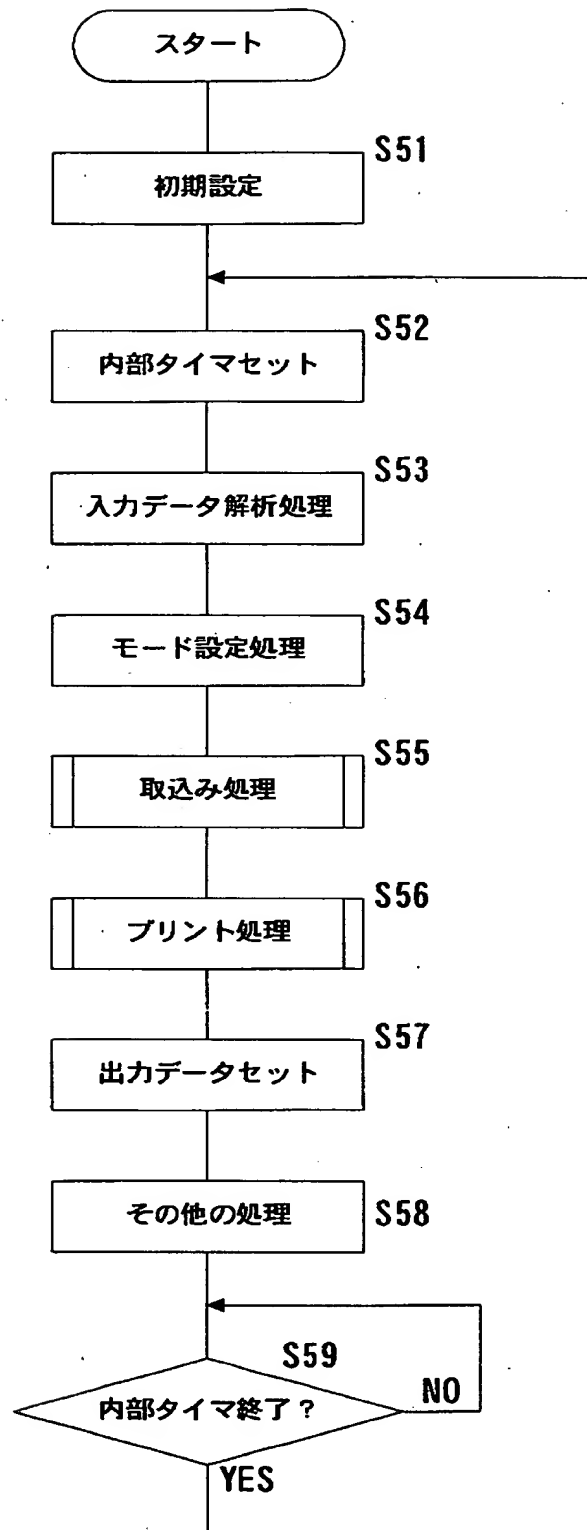 スタート
S51
初期設定
S52
内部タイマセット
S53
入力データ解析処理
S54
モード設定処理
S55
取込み処理
S56
プリント処理
S57
出力データセット
その他の処理 S58
S59
内部タイマ終了?
NO
YES